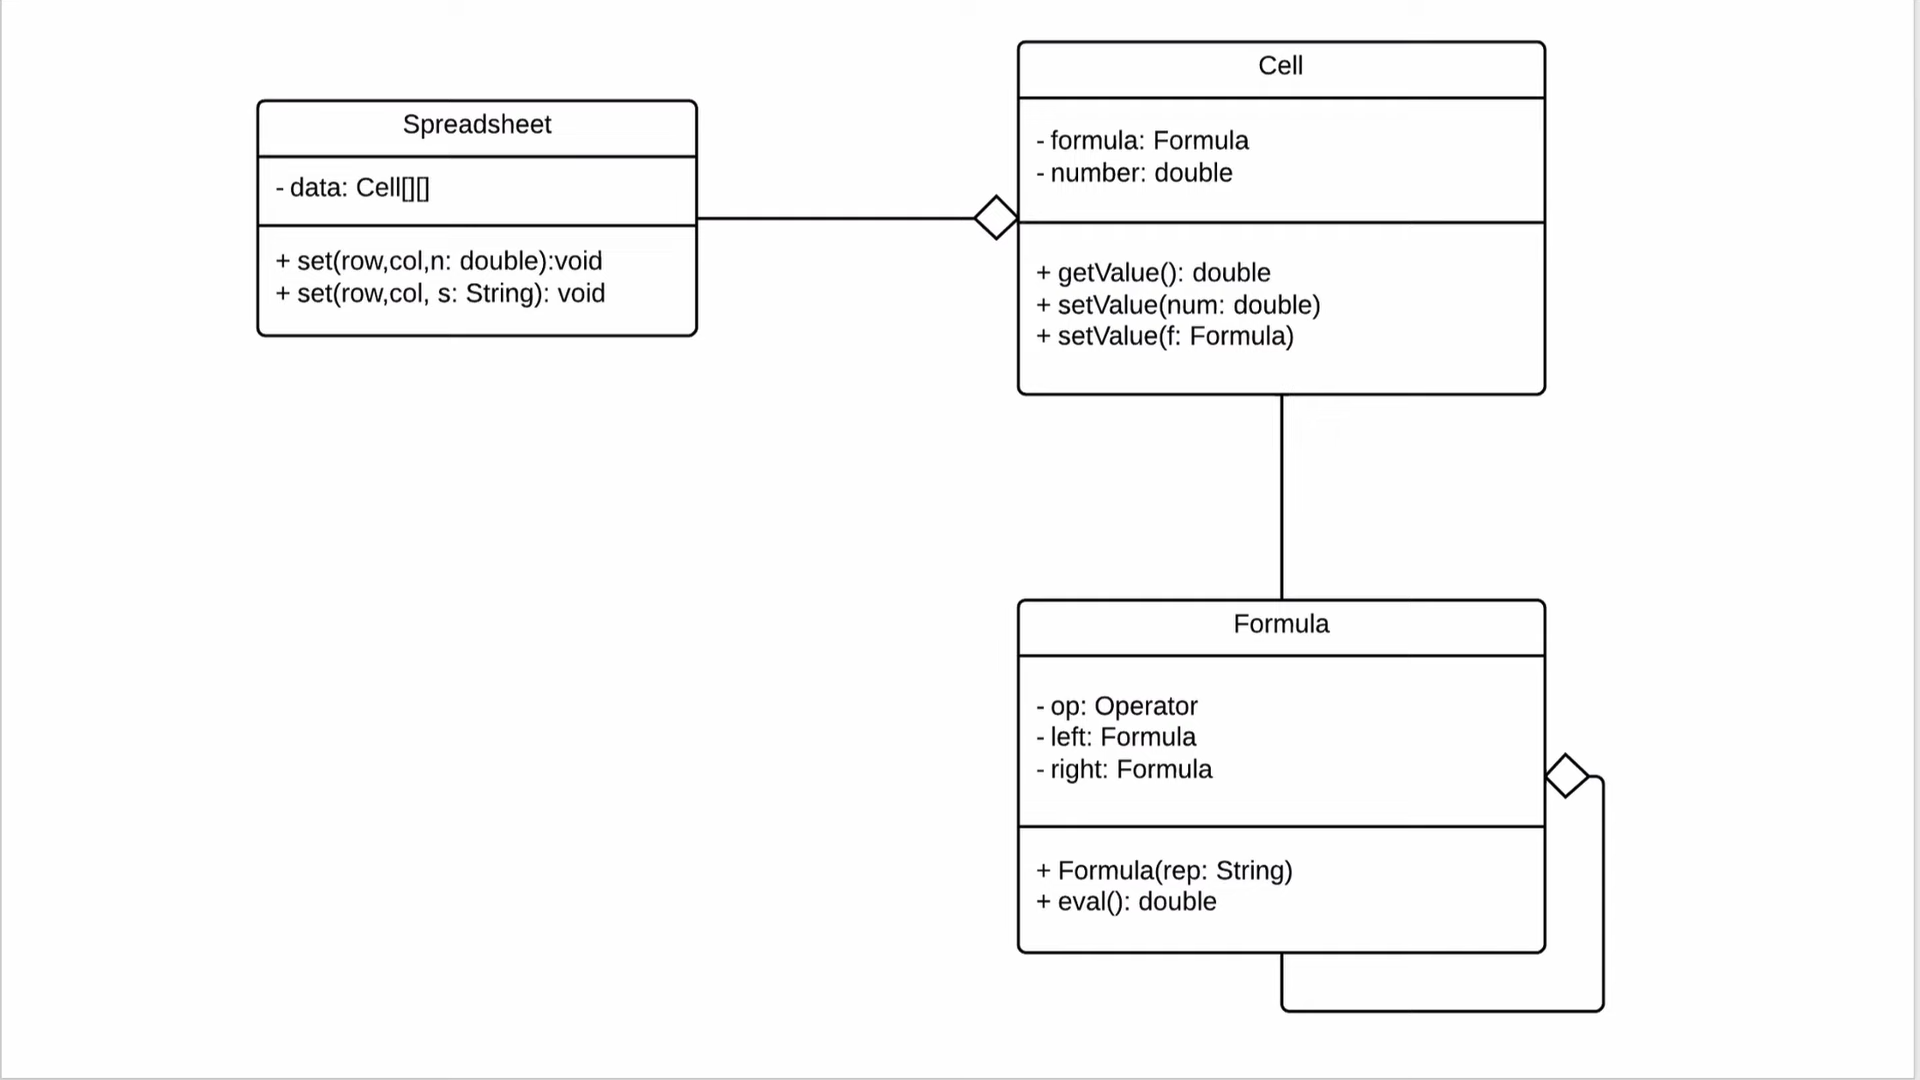 Spreadsheet
- data: Cell[][]
+ set(row,col,n: double):void
+ set(row,col, s: String): void
Cell
- formula: Formula
- number: double
+ getValue(): double
+ setValue(num: double)
+ setValue(f: Formula)
Formula
- op: Operator
- left: Formula
- right: Formula
+ Formula(rep: String)
+ eval(): double